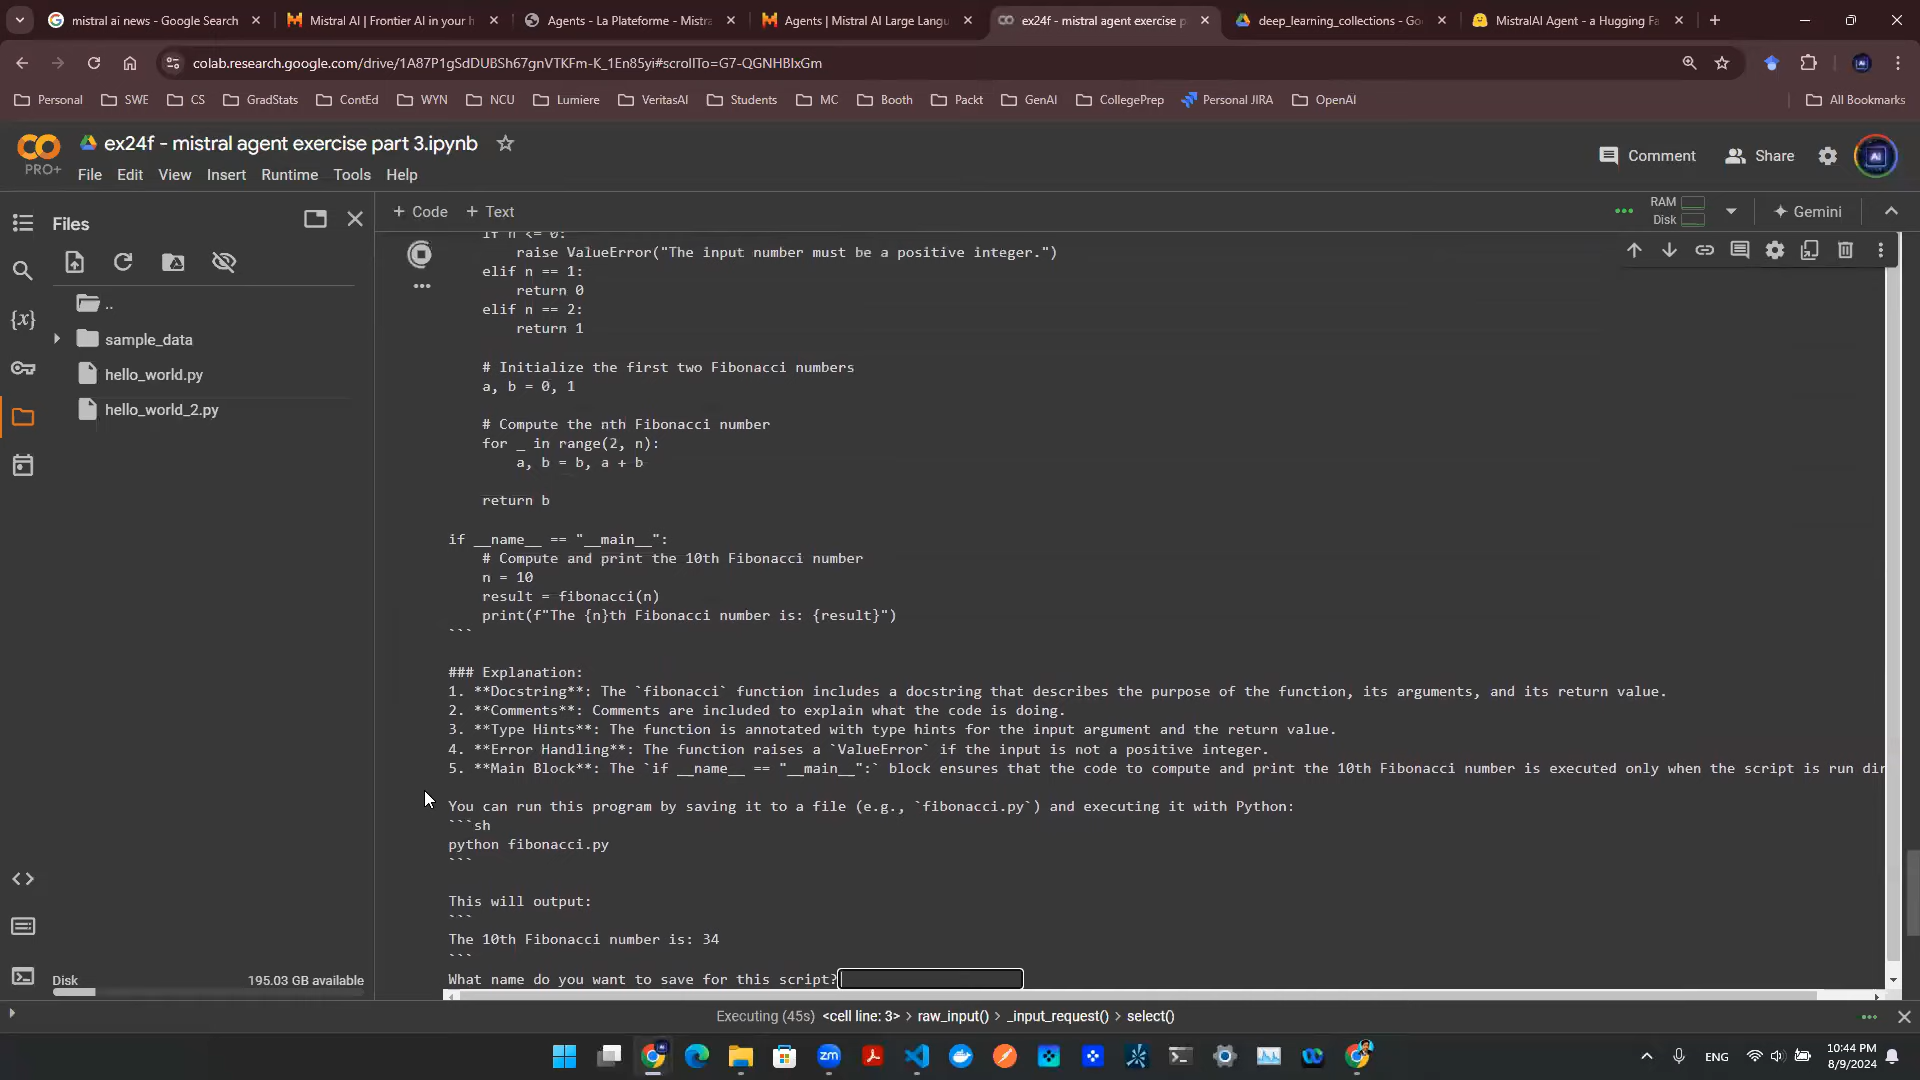 mistral ai news - Google Search
Mistral AI | Frontier AI in your h
Agents - La Plateforme - Mistra
Agents | Mistral AI Large Langu
ex24f - mistral agent exercise p
deep_learning_collections - Go
MistralAI Agent - a Hugging Fa
colab.research.google.com/drive/1A87P1gSdDUBSh67gnVTKFm-K_1En85yi#scrollTo=G7-QGNHBlxGm
Personal
SWE
CS
GradStats
ContEd
WYN
NCU
Lumiere
VeritasAI
Students
MC
Booth
Packt
GenAI
CollegePrep
Personal JIRA
OpenAI
All Bookmarks
PRO+
ex24f - mistral agent exercise part 3.ipynb
File Edit View Insert Runtime Tools Help
Comment
Share
Ai
Files
+ Code + Text
RAM
Disk
Gemini
..
sample_data
hello_world.py
hello_world_2.py
{x}
if n <= 0:
raise ValueError("The input number must be a positive integer.")
elif n == 1:
return 0
elif n == 2:
return 1
# Initialize the first two Fibonacci numbers
a, b = 0, 1
# Compute the nth Fibonacci number
for _ in range(2, n):
a, b = b, a + b
return b
if __name__ == "__main__":
# Compute and print the 10th Fibonacci number
n = 10
result = fibonacci(n)
print(f"The {n}th Fibonacci number is: {result}")
```
### Explanation:
1. **Docstring**: The `fibonacci` function includes a docstring that describes the purpose of the function, its arguments, and its return value.
2. **Comments**: Comments are included to explain what the code is doing.
3. **Type Hints**: The function is annotated with type hints for the input argument and the return value.
4. **Error Handling**: The function raises a `ValueError` if the input is not a positive integer.
5. **Main Block**: The `if __name__ == "__main__":` block ensures that the code to compute and print the 10th Fibonacci number is executed only when the script is run dir
You can run this program by saving it to a file (e.g., `fibonacci.py`) and executing it with Python:
```sh
python fibonacci.py
```
This will output:
```
The 10th Fibonacci number is: 34
```
What name do you want to save for this script?
Disk
195.03 GB available
Executing (45s) <cell line: 3> > raw_input() > _input_request() > select()
zm
ENG
10:44 PM
8/9/2024